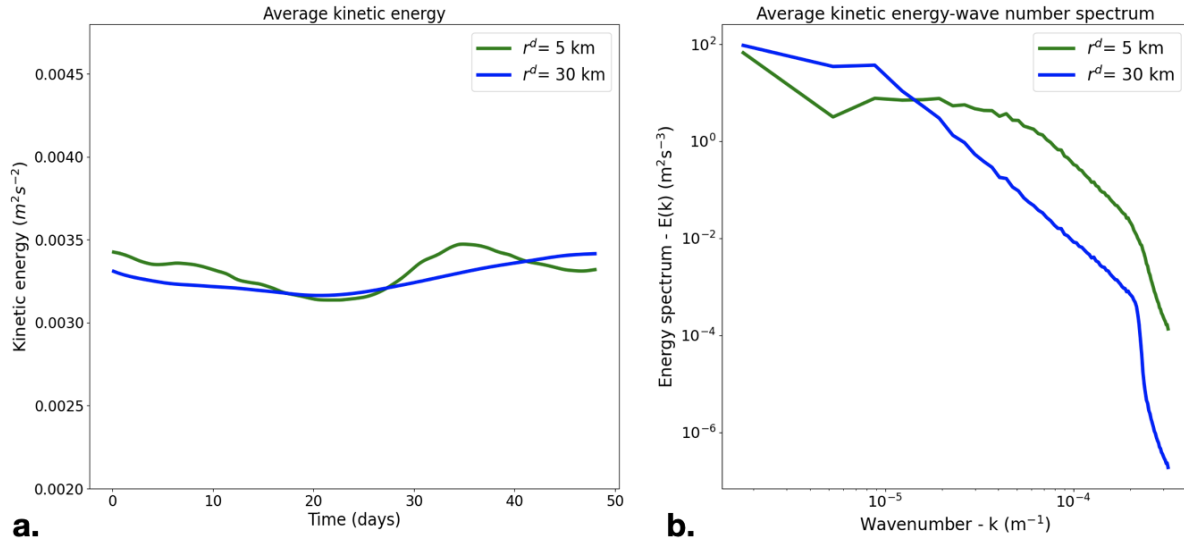 Average kinetic energy
r^d= 5 km
r^d= 30 km
Kinetic energy (m²s⁻²)
0.0045
0.0040
0.0035
0.0030
0.0025
0.0020
0 10 20 30 40 50
Time (days)
a.
Average kinetic energy-wave number spectrum
r^d= 5 km
r^d= 30 km
Energy spectrum - E(k) (m²s⁻³)
10²
10⁰
10⁻²
10⁻⁴
10⁻⁶
10⁻⁵ 10⁻⁴
Wavenumber - k (m⁻¹)
b.